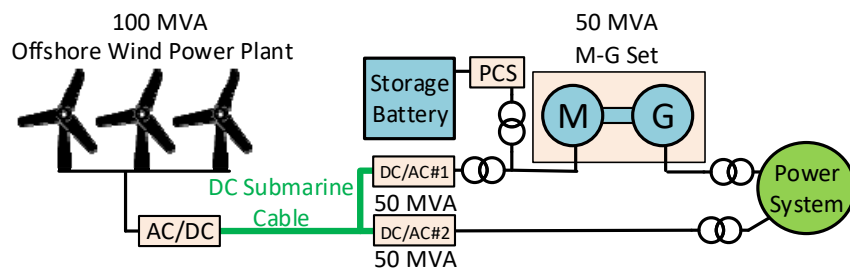 100 MVA
Offshore Wind Power Plant
50 MVA
M-G Set
Storage
Battery
PCS
M
G
DC Submarine
Cable
AC/DC
DC/AC#1
50 MVA
DC/AC#2
50 MVA
Power
System